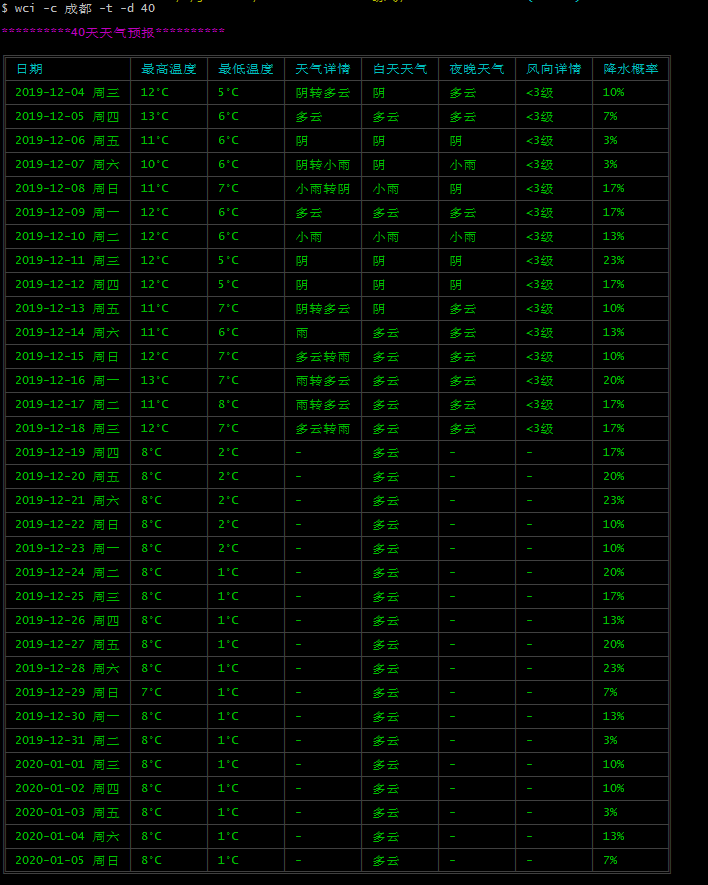 $ wci -c 成都 -t -d 40
**********40天天气预报**********
日期 最高温度 最低温度 天气详情 白天天气 夜晚天气 风向详情 降水概率
2019-12-04 周三 12°C 5°C 阴转多云 阴 多云 <3级 10%
2019-12-05 周四 13°C 6°C 多云 多云 多云 <3级 7%
2019-12-06 周五 11°C 6°C 阴 阴 阴 <3级 3%
2019-12-07 周六 10°C 6°C 阴转小雨 阴 小雨 <3级 3%
2019-12-08 周日 11°C 7°C 小雨转阴 小雨 阴 <3级 17%
2019-12-09 周一 12°C 6°C 多云 多云 多云 <3级 17%
2019-12-10 周二 12°C 6°C 小雨 小雨 小雨 <3级 13%
2019-12-11 周三 12°C 5°C 阴 阴 阴 <3级 23%
2019-12-12 周四 12°C 5°C 阴 阴 阴 <3级 17%
2019-12-13 周五 11°C 7°C 阴转多云 阴 多云 <3级 10%
2019-12-14 周六 11°C 6°C 雨 多云 多云 <3级 13%
2019-12-15 周日 12°C 7°C 多云转雨 多云 多云 <3级 10%
2019-12-16 周一 13°C 7°C 雨转多云 多云 多云 <3级 20%
2019-12-17 周二 11°C 8°C 雨转多云 多云 多云 <3级 17%
2019-12-18 周三 12°C 7°C 多云转雨 多云 多云 <3级 17%
2019-12-19 周四 8°C 2°C - 多云 - - 17%
2019-12-20 周五 8°C 2°C - 多云 - - 20%
2019-12-21 周六 8°C 2°C - 多云 - - 23%
2019-12-22 周日 8°C 2°C - 多云 - - 10%
2019-12-23 周一 8°C 2°C - 多云 - - 10%
2019-12-24 周二 8°C 1°C - 多云 - - 20%
2019-12-25 周三 8°C 1°C - 多云 - - 17%
2019-12-26 周四 8°C 1°C - 多云 - - 13%
2019-12-27 周五 8°C 1°C - 多云 - - 20%
2019-12-28 周六 8°C 1°C - 多云 - - 23%
2019-12-29 周日 7°C 1°C - 多云 - - 7%
2019-12-30 周一 8°C 1°C - 多云 - - 13%
2019-12-31 周二 8°C 1°C - 多云 - - 3%
2020-01-01 周三 8°C 1°C - 多云 - - 10%
2020-01-02 周四 8°C 1°C - 多云 - - 10%
2020-01-03 周五 8°C 1°C - 多云 - - 3%
2020-01-04 周六 8°C 1°C - 多云 - - 13%
2020-01-05 周日 8°C 1°C - 多云 - - 7%